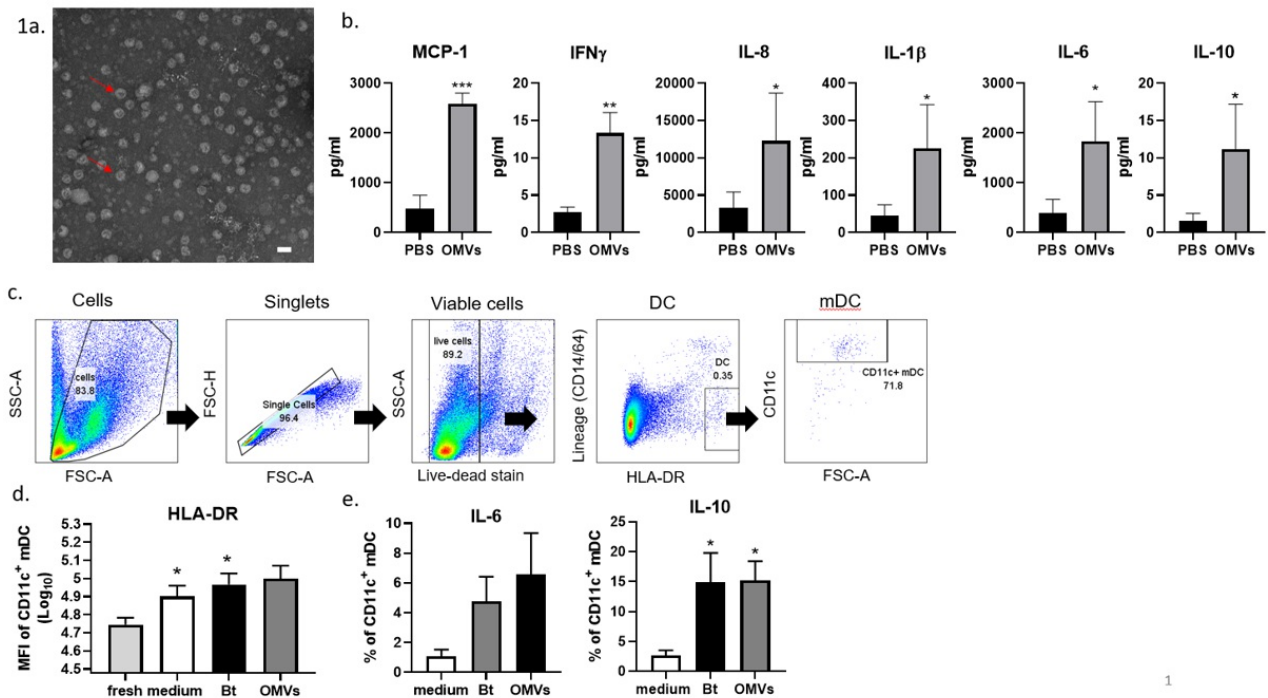 1a.
b.
MCP-1
IFNγ
IL-8
IL-1β
IL-6
IL-10
pg/ml
3000
2000
1000
0
PBS OMVs
***
pg/ml
20
15
10
5
0
PBS OMVs
**
pg/ml
20000
15000
10000
5000
0
PBS OMVs
*
pg/ml
400
300
200
100
0
PBS OMVs
*
pg/ml
3000
2000
1000
0
PBS OMVs
*
pg/ml
20
15
10
5
0
PBS OMVs
*
c.
Cells
Singlets
Viable cells
DC
mDC
SSC-A
cells
83.8
FSC-A
FSC-H
Single Cells
96.4
FSC-A
SSC-A
live cells
89.2
Live-dead stain
Lineage (CD14/64)
DC
0.35
HLA-DR
CD11c
CD11c+ mDC
71.8
FSC-A
d.
HLA-DR
MFI of CD11c+ mDC
(Log10)
5.3
5.2
5.1
5
4.9
4.8
4.7
4.6
4.5
*
*
fresh medium Bt OMVs
e.
IL-6
% of CD11c+ mDC
10
8
6
4
2
0
medium Bt OMVs
IL-10
% of CD11c+ mDC
25
20
15
10
5
0
*
*
medium Bt OMVs
1